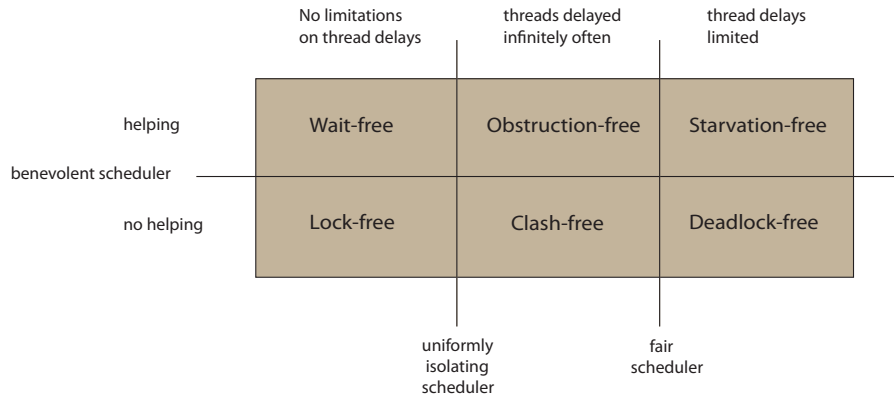 No limitations
on thread delays
threads delayed
infinitely often
thread delays
limited
helping
Wait-free
Obstruction-free
Starvation-free
benevolent scheduler
no helping
Lock-free
Clash-free
Deadlock-free
uniformly
isolating
scheduler
fair
scheduler